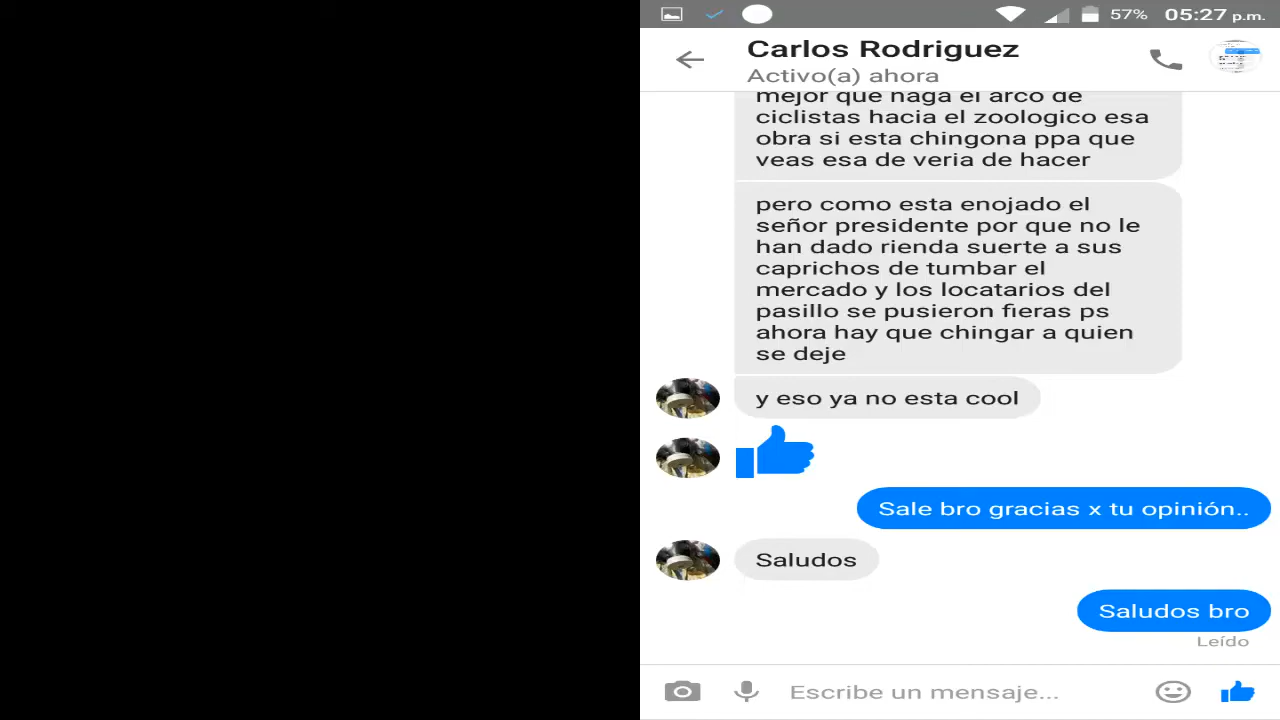 57% 05:27 p.m.
Carlos Rodriguez
Activo(a) ahora
mejor que haga el arco de
ciclistas hacia el zoologico esa
obra si esta chingona ppa que
veas esa de veria de hacer
pero como esta enojado el
señor presidente por que no le
han dado rienda suerte a sus
caprichos de tumbar el
mercado y los locatarios del
pasillo se pusieron fieras ps
ahora hay que chingar a quien
se deje
y eso ya no esta cool
Sale bro gracias x tu opinión..
Saludos
Saludos bro
Leído
Escribe un mensaje...